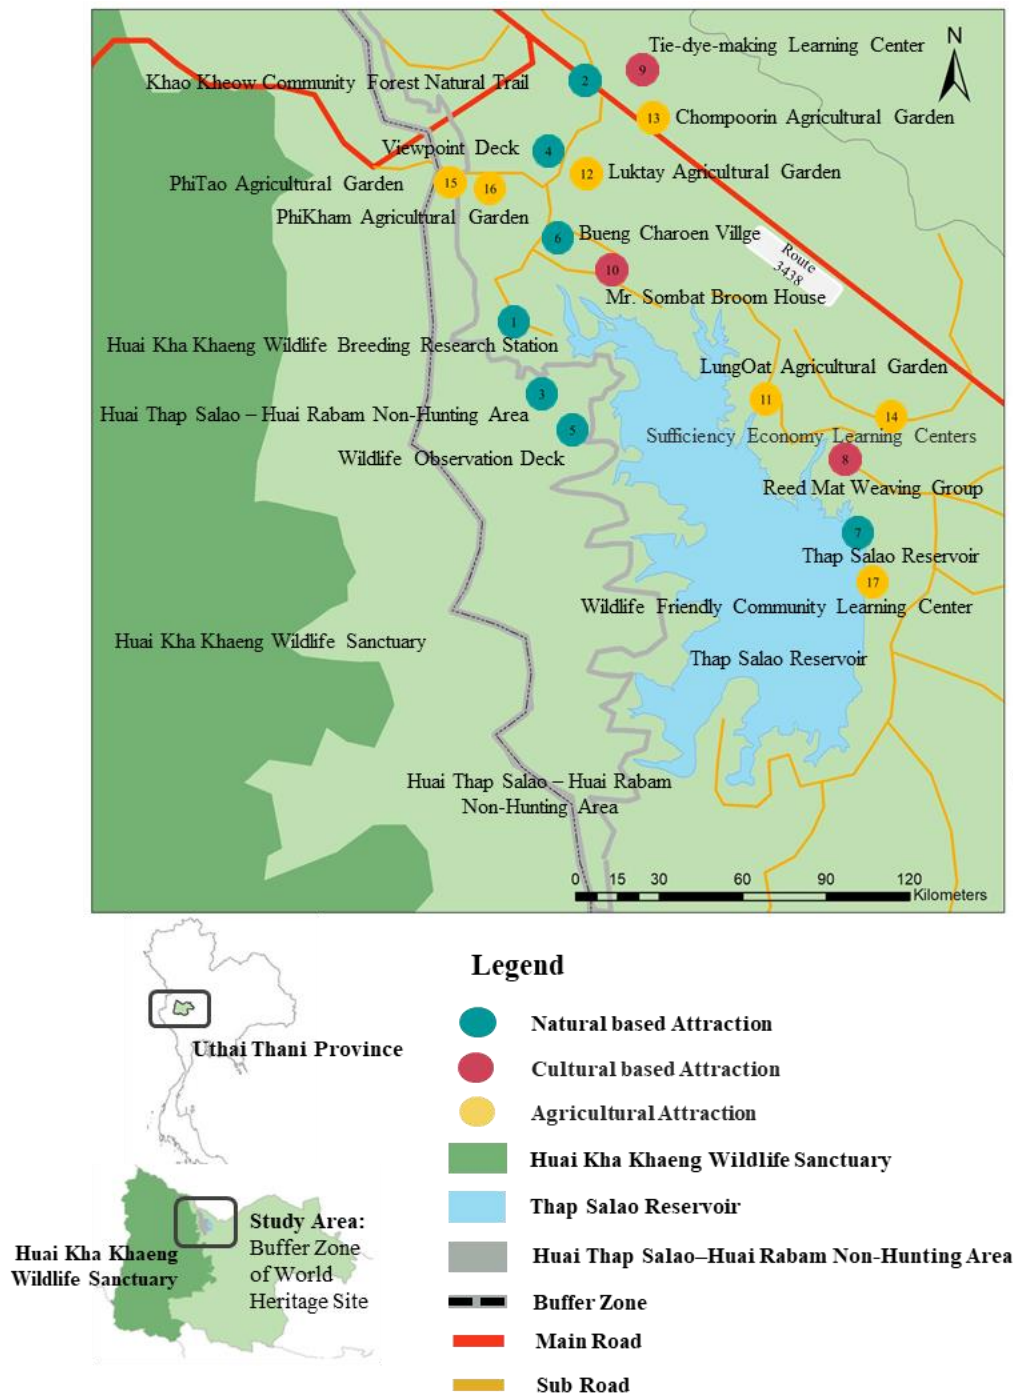 Tie-dye-making Learning Center
N
9
Khao Kheow Community Forest Natural Trail
2
13
Chompoorin Agricultural Garden
Viewpoint Deck
4
12
Luktay Agricultural Garden
PhiTao Agricultural Garden
15
16
PhiKham Agricultural Garden
6
Bueng Charoen Villge
Route
3438
10
Mr. Sombat Broom House
1
Huai Kha Khaeng Wildlife Breeding Research Station
LungOat Agricultural Garden
3
11
14
Huai Thap Salao – Huai Rabam Non-Hunting Area
5
Sufficiency Economy Learning Centers
Wildlife Observation Deck
8
Reed Mat Weaving Group
7
Thap Salao Reservoir
17
Wildlife Friendly Community Learning Center
Huai Kha Khaeng Wildlife Sanctuary
Thap Salao Reservoir
Huai Thap Salao – Huai Rabam
Non-Hunting Area
0 15 30 60 90 120
Kilometers
Uthai Thani Province
Huai Kha Khaeng
Wildlife Sanctuary
Study Area:
Buffer Zone
of World
Heritage Site
Legend
Natural based Attraction
Cultural based Attraction
Agricultural Attraction
Huai Kha Khaeng Wildlife Sanctuary
Thap Salao Reservoir
Huai Thap Salao–Huai Rabam Non-Hunting Area
Buffer Zone
Main Road
Sub Road